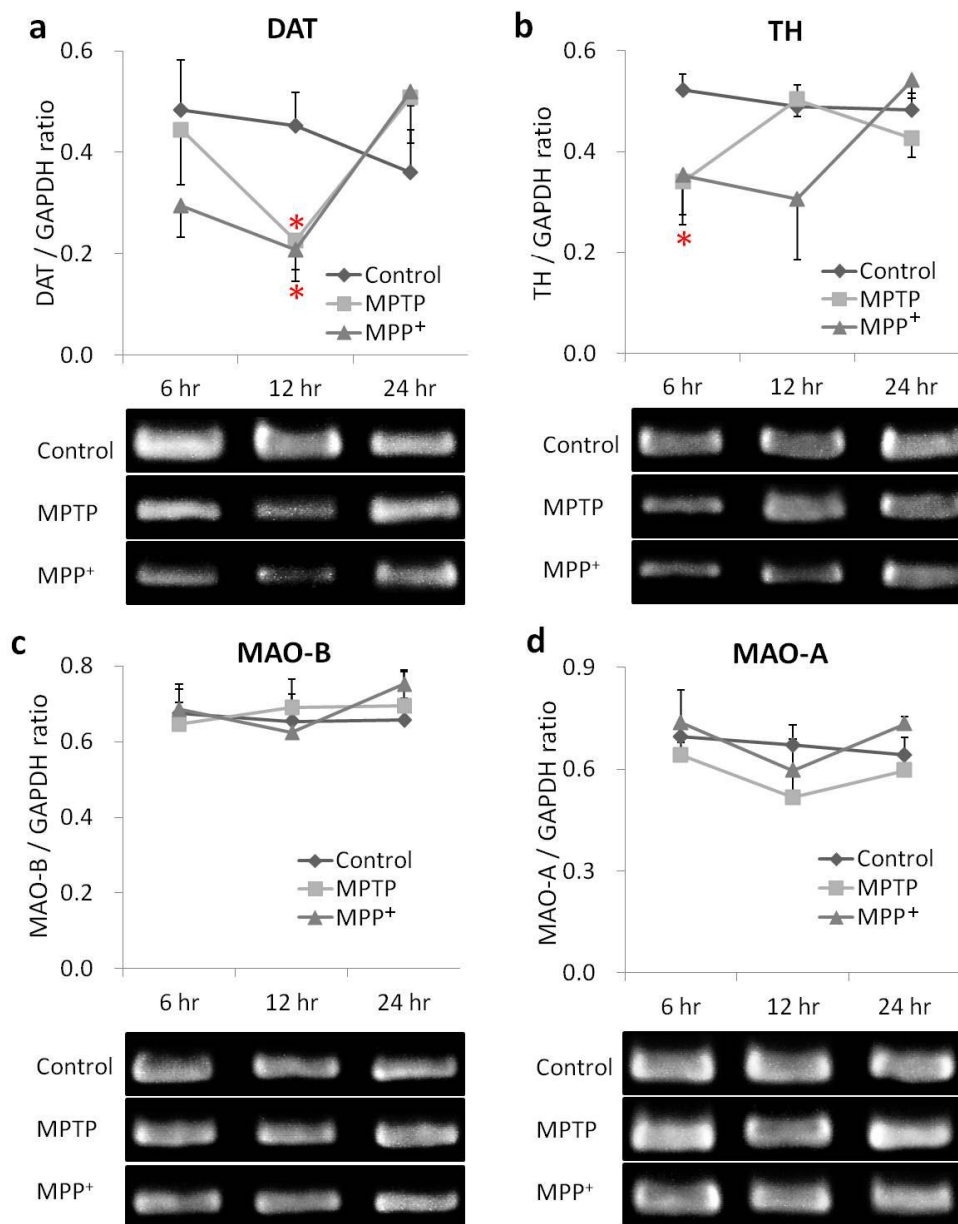 a
DAT
0.6
0.4
0.2
0.0
DAT / GAPDH ratio
*
*
Control
MPTP
MPP⁺
6 hr 12 hr 24 hr
Control
MPTP
MPP⁺
b
TH
0.6
0.4
0.2
0.0
TH / GAPDH ratio
*
Control
MPTP
MPP⁺
6 hr 12 hr 24 hr
Control
MPTP
MPP⁺
c
MAO-B
0.8
0.6
0.4
0.2
0.0
MAO-B / GAPDH ratio
Control
MPTP
MPP⁺
6 hr 12 hr 24 hr
Control
MPTP
MPP⁺
d
MAO-A
0.9
0.6
0.3
0.0
MAO-A / GAPDH ratio
Control
MPTP
MPP⁺
6 hr 12 hr 24 hr
Control
MPTP
MPP⁺